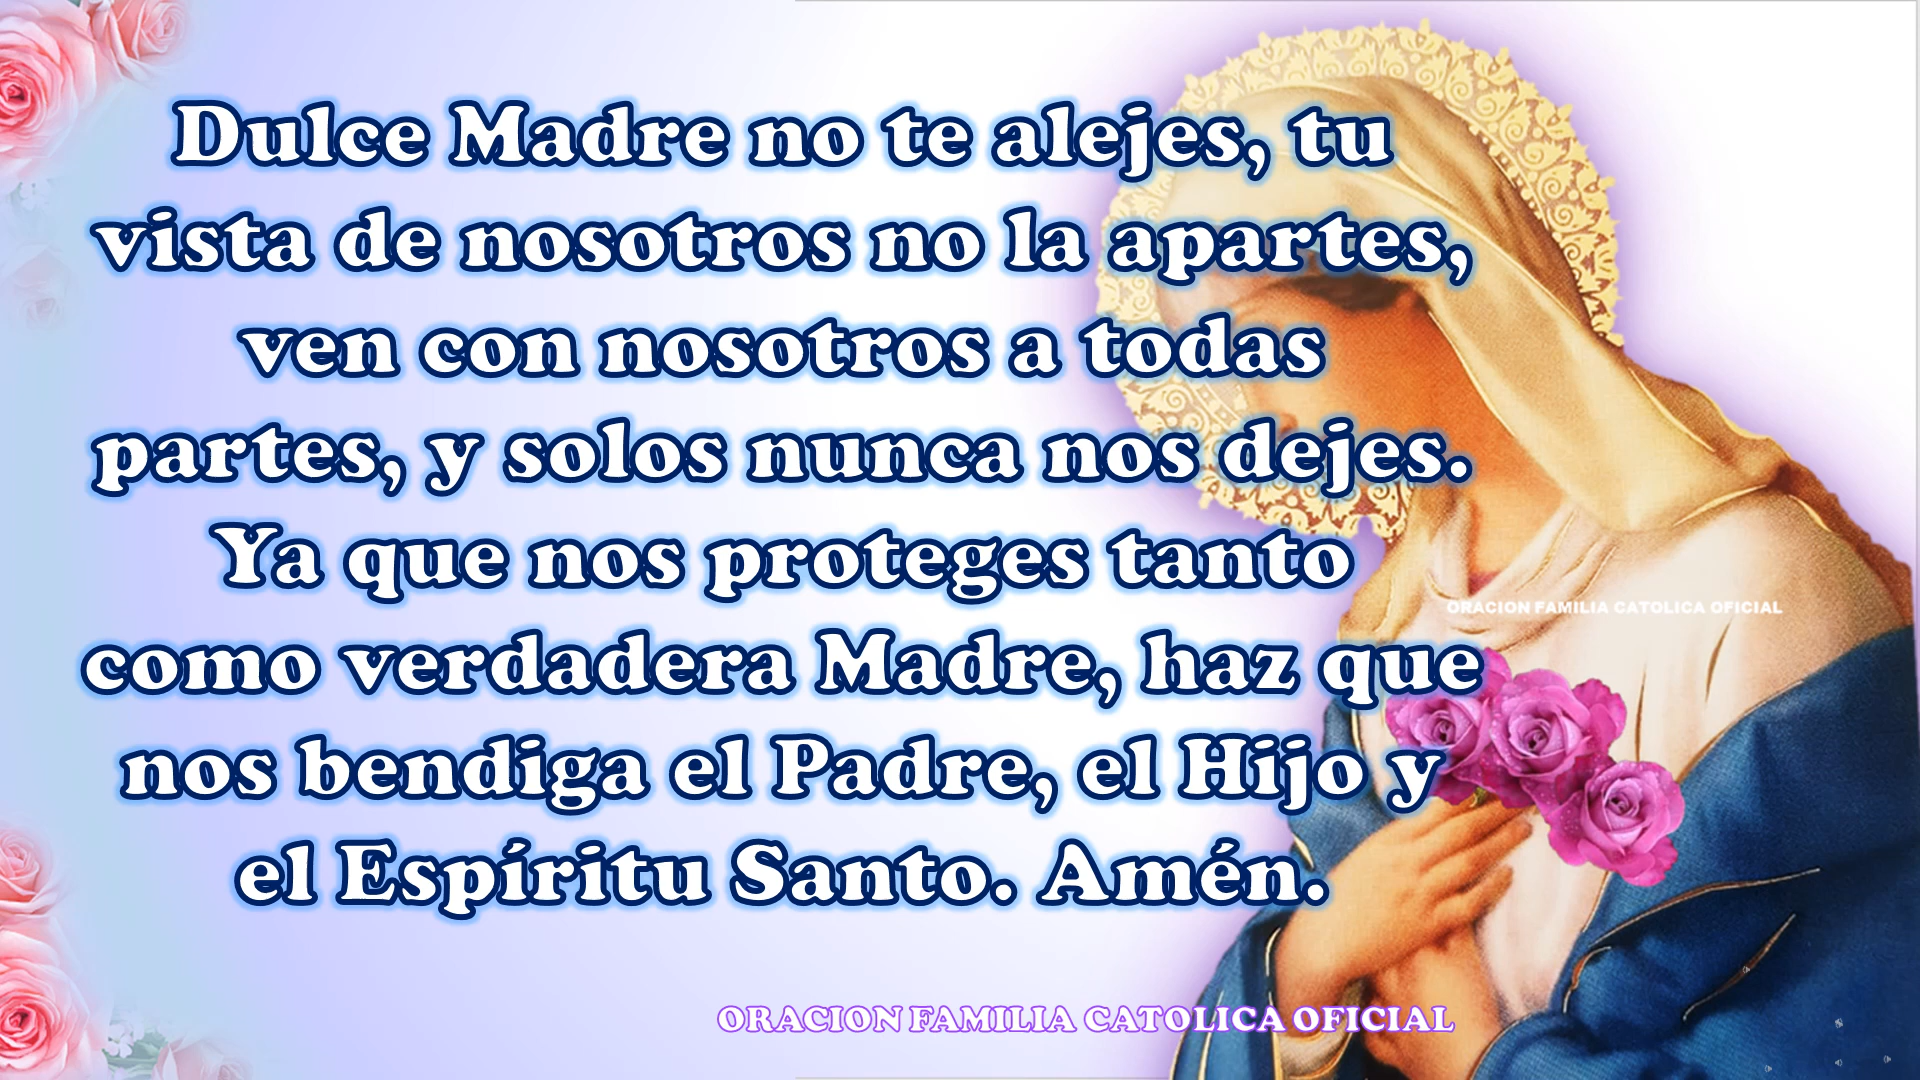 Dulce Madre no te alejes, tu
vista de nosotros no la apartes,
ven con nosotros a todas
partes, y solos nunca nos dejes.
Ya que nos proteges tanto
como verdadera Madre, haz que
nos bendiga el Padre, el Hijo y
el Espíritu Santo. Amén.
ORACION FAMILIA CATOLICA OFICIAL
ORACION FAMILIA CATOLICA OFICIAL